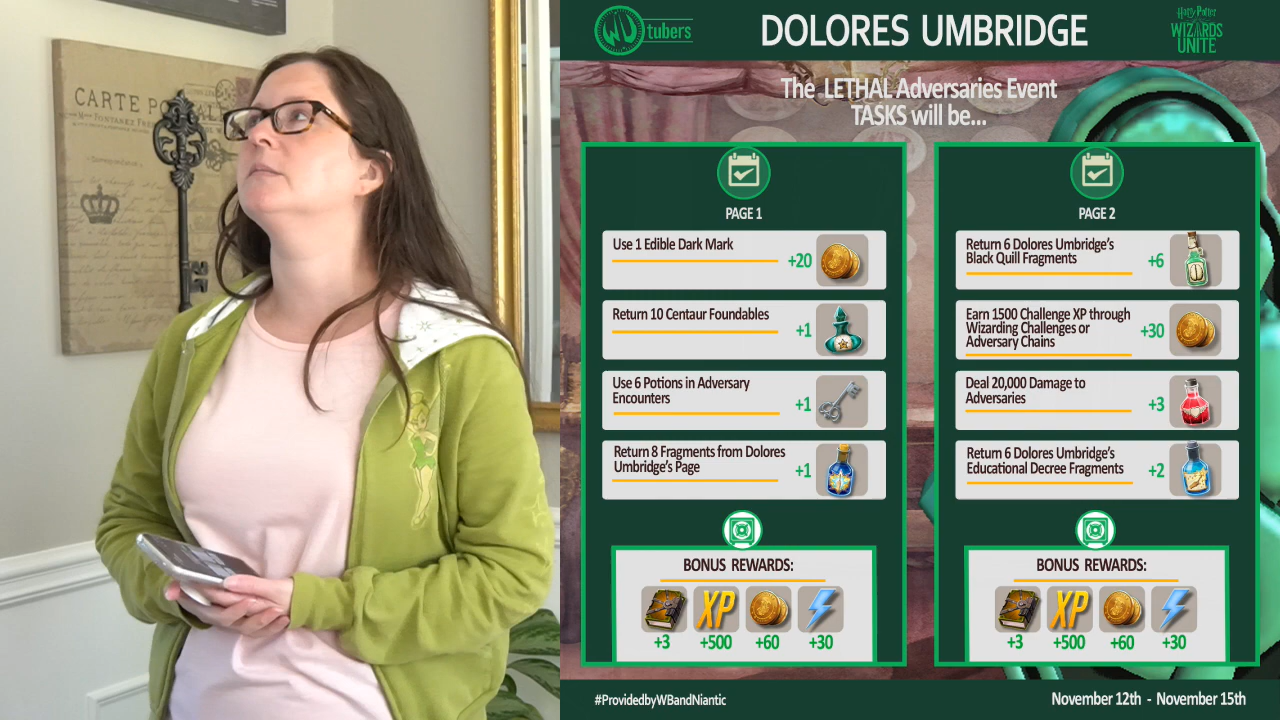 CARTE POSTALE
WU
tubers
DOLORES UMBRIDGE
Harry Potter
WIZARDS
UNITE
The LETHAL Adversaries Event
TASKS will be...
PAGE 1
Use 1 Edible Dark Mark
+20
Return 10 Centaur Foundables
+1
Use 6 Potions in Adversary
Encounters
+1
Return 8 Fragments from Dolores
Umbridge's Page
+1
BONUS REWARDS:
XP
+3 +500 +60 +30
PAGE 2
Return 6 Dolores Umbridge's
Black Quill Fragments
+6
Earn 1500 Challenge XP through
Wizarding Challenges or
Adversary Chains
+30
Deal 20,000 Damage to
Adversaries
+3
Return 6 Dolores Umbridge's
Educational Decree Fragments
+2
BONUS REWARDS:
XP
+3 +500 +60 +30
#ProvidedbyWBandNiantic
November 12th - November 15th